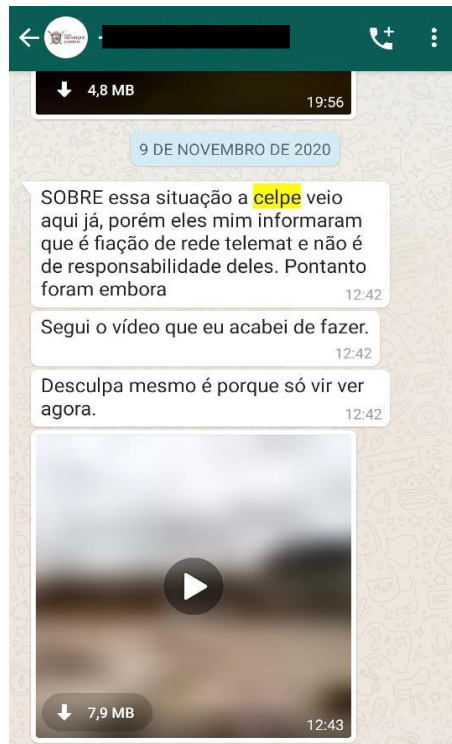 4,8 MB
19:56
9 DE NOVEMBRO DE 2020
SOBRE essa situação a celpe veio
aqui já, porém eles mim informaram
que é fiação de rede telemat e não é
de responsabilidade deles. Pontanto
foram embora
12:42
Segui o vídeo que eu acabei de fazer.
12:42
Desculpa mesmo é porque só vir ver
agora.
12:42
7,9 MB
12:43